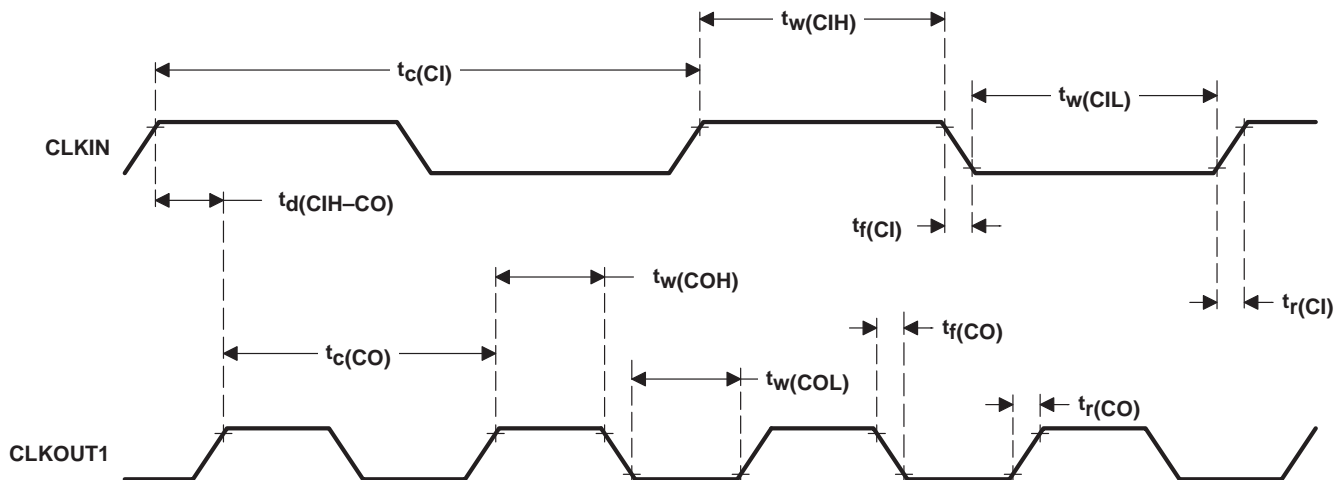 tw(CIH)
tc(CI)
tw(CIL)
CLKIN
td(CIH–CO)
tf(CI)
tw(COH)
tr(CI)
tf(CO)
tc(CO)
tw(COL)
tr(CO)
CLKOUT1